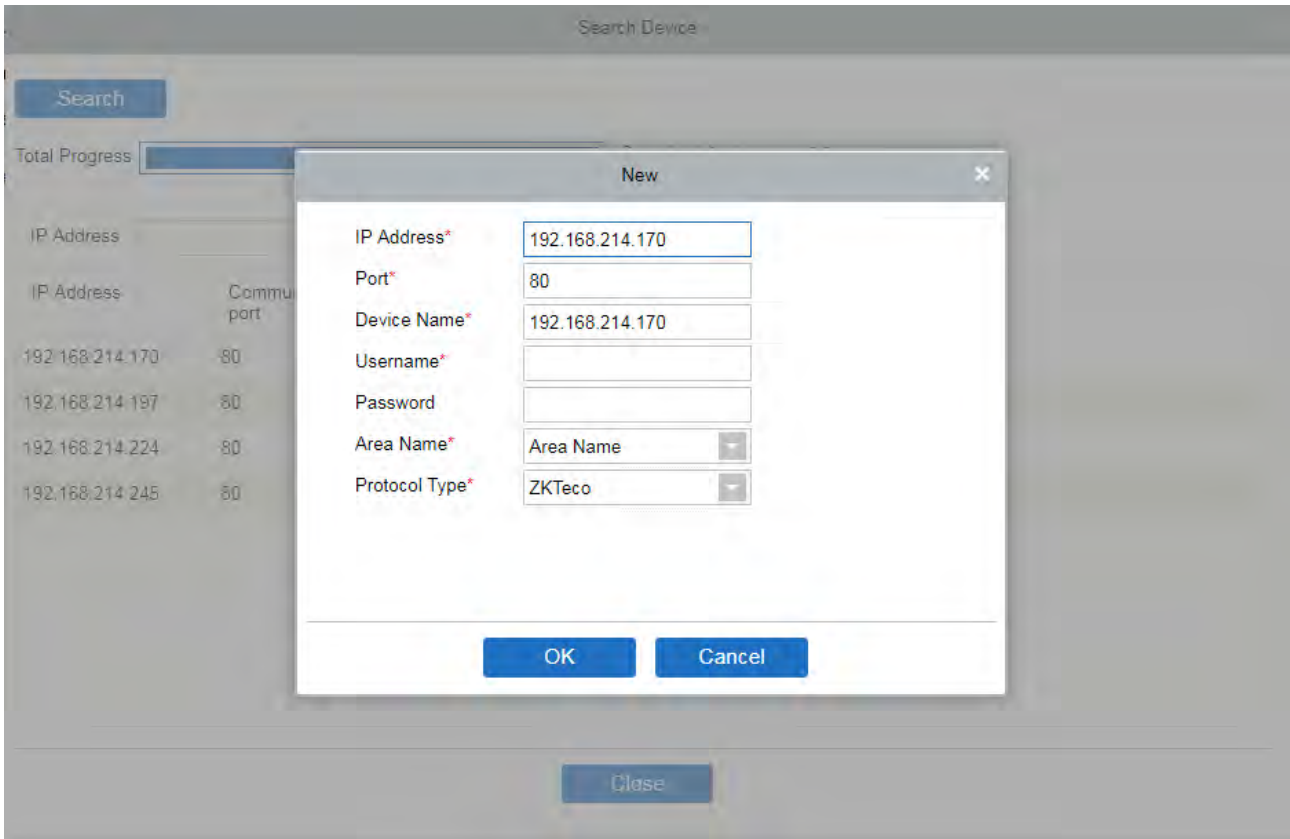 Search Device
Search
Total Progress
New
IP Address
IP Address* 192.168.214.170
Port* 80
Device Name* 192.168.214.170
Username*
Password
Area Name* Area Name
Protocol Type* ZKTeco
IP Address
port
192.168.214.170 80
192.168.214.197 80
192.168.214.224 80
192.168.214.245 80
OK Cancel
Close